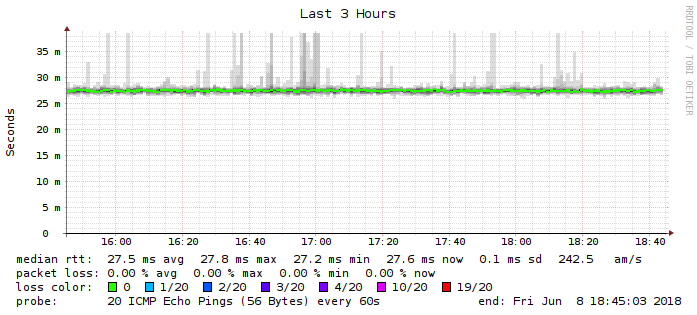 Last 3 Hours
RRDTOOL / TOBI OETIKER
Seconds
35 m
30 m
25 m
20 m
15 m
10 m
5 m
0
16:00 16:20 16:40 17:00 17:20 17:40 18:00 18:20 18:40
median rtt: 27.5 ms avg 27.8 ms max 27.2 ms min 27.6 ms now 0.1 ms sd 242.5 am/s
packet loss: 0.00 % avg 0.00 % max 0.00 % min 0.00 % now
loss color: 0 1/20 2/20 3/20 4/20 10/20 19/20
probe: 20 ICMP Echo Pings (56 Bytes) every 60s end: Fri Jun 8 18:45:03 2018